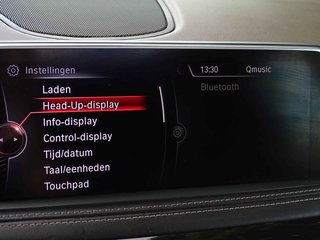 Instellingen
13:30 Qmusic
Laden
Bluetooth
Head-Up-display
Info-display
Control-display
Tijd/datum
Taal/eenheden
Touchpad